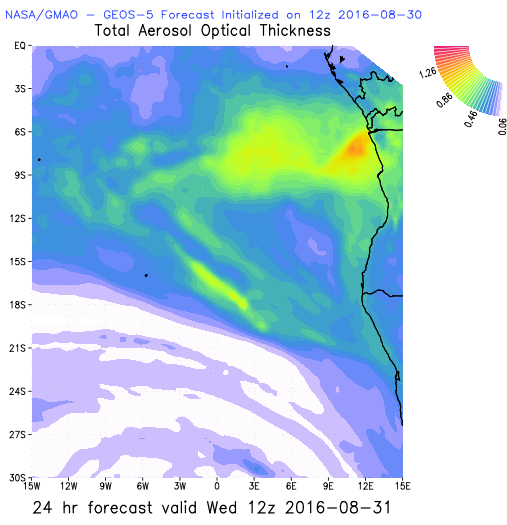 NASA/GMAO - GEOS-5 Forecast Initialized on 12z 2016-08-30
Total Aerosol Optical Thickness
EQ
3S
6S
9S
12S
15S
18S
21S
24S
27S
30S
15W 12W 9W 6W 3W 0 3E 6E 9E 12E 15E
1.26
0.86
0.46
0.06
24 hr forecast valid Wed 12z 2016-08-31